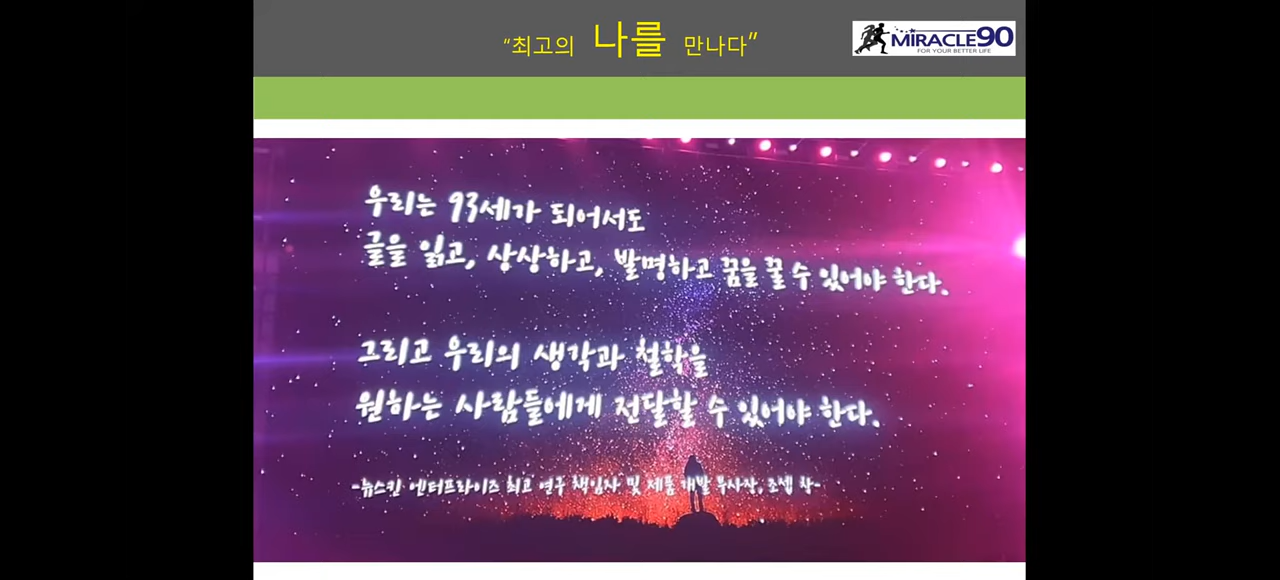 “최고의 나를 만나다”
MIRACLE90
FOR YOUR BETTER LIFE
우리는 93세가 되어서도
글을 읽고, 상상하고, 발명하고 꿈을 꿀 수 있어야 한다.
그리고 우리의 생각과 철학을
원하는 사람들에게 전달할 수 있어야 한다.
-뉴스킨 엔터프라이즈 최고 연구 책임자 및 제품 개발 부사장, 조셉 창-